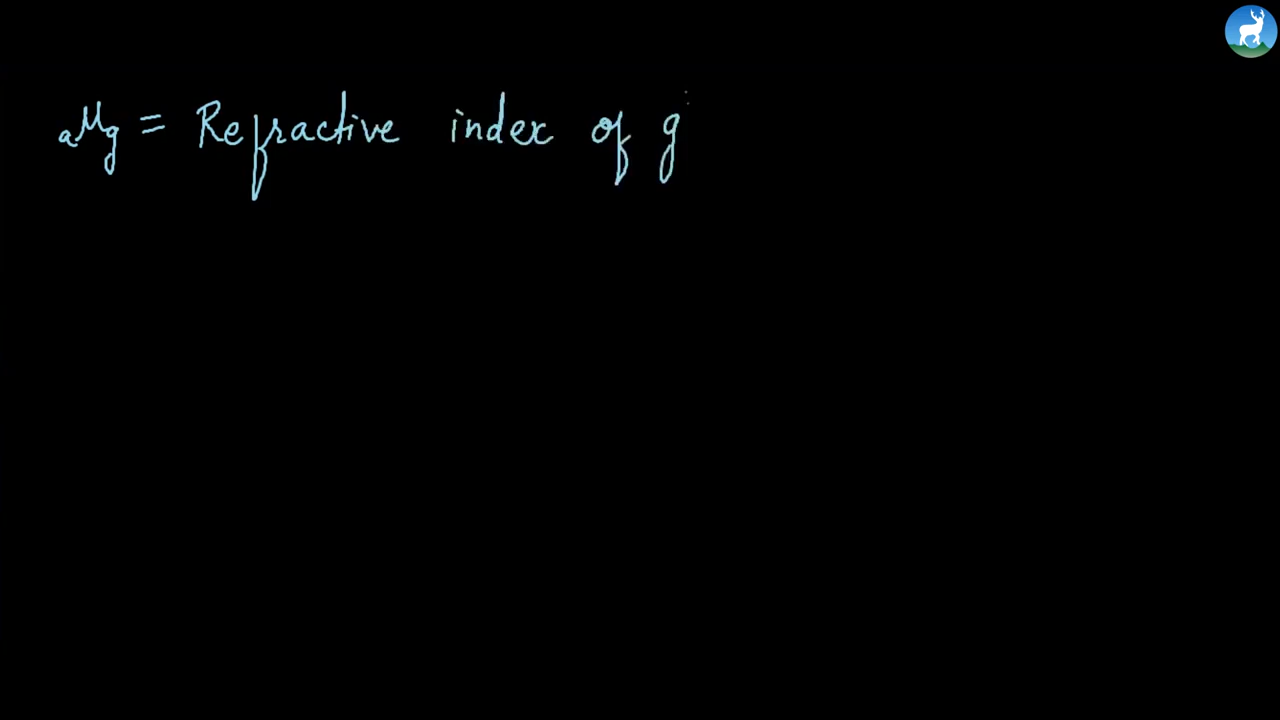 aμg = Refractive index of g